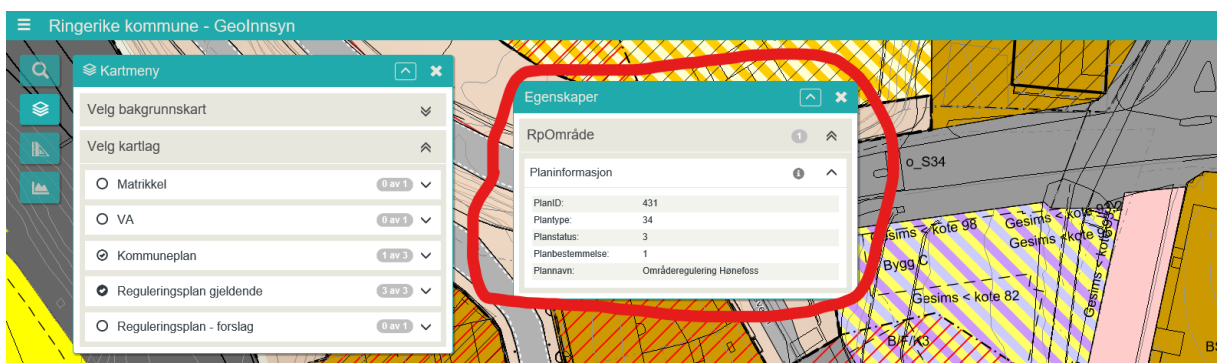 Ringerike kommune - GeoInnsyn
Kartmeny
Velg bakgrunnskart
Velg kartlag
Matrikkel 0 av 1
VA 0 av 1
Kommuneplan 1 av 3
Reguleringsplan gjeldende 3 av 3
Reguleringsplan - forslag 0 av 1
Egenskaper
RpOmråde 1
Planinformasjon
PlanID: 431
Plantype: 34
Planstatus: 3
Planbestemmelse: 1
Plannavn: Områderegulering Hønefoss
o_S34
Gesims < kote 98
Bygg C
Gesims < kote 82
B/F/K3